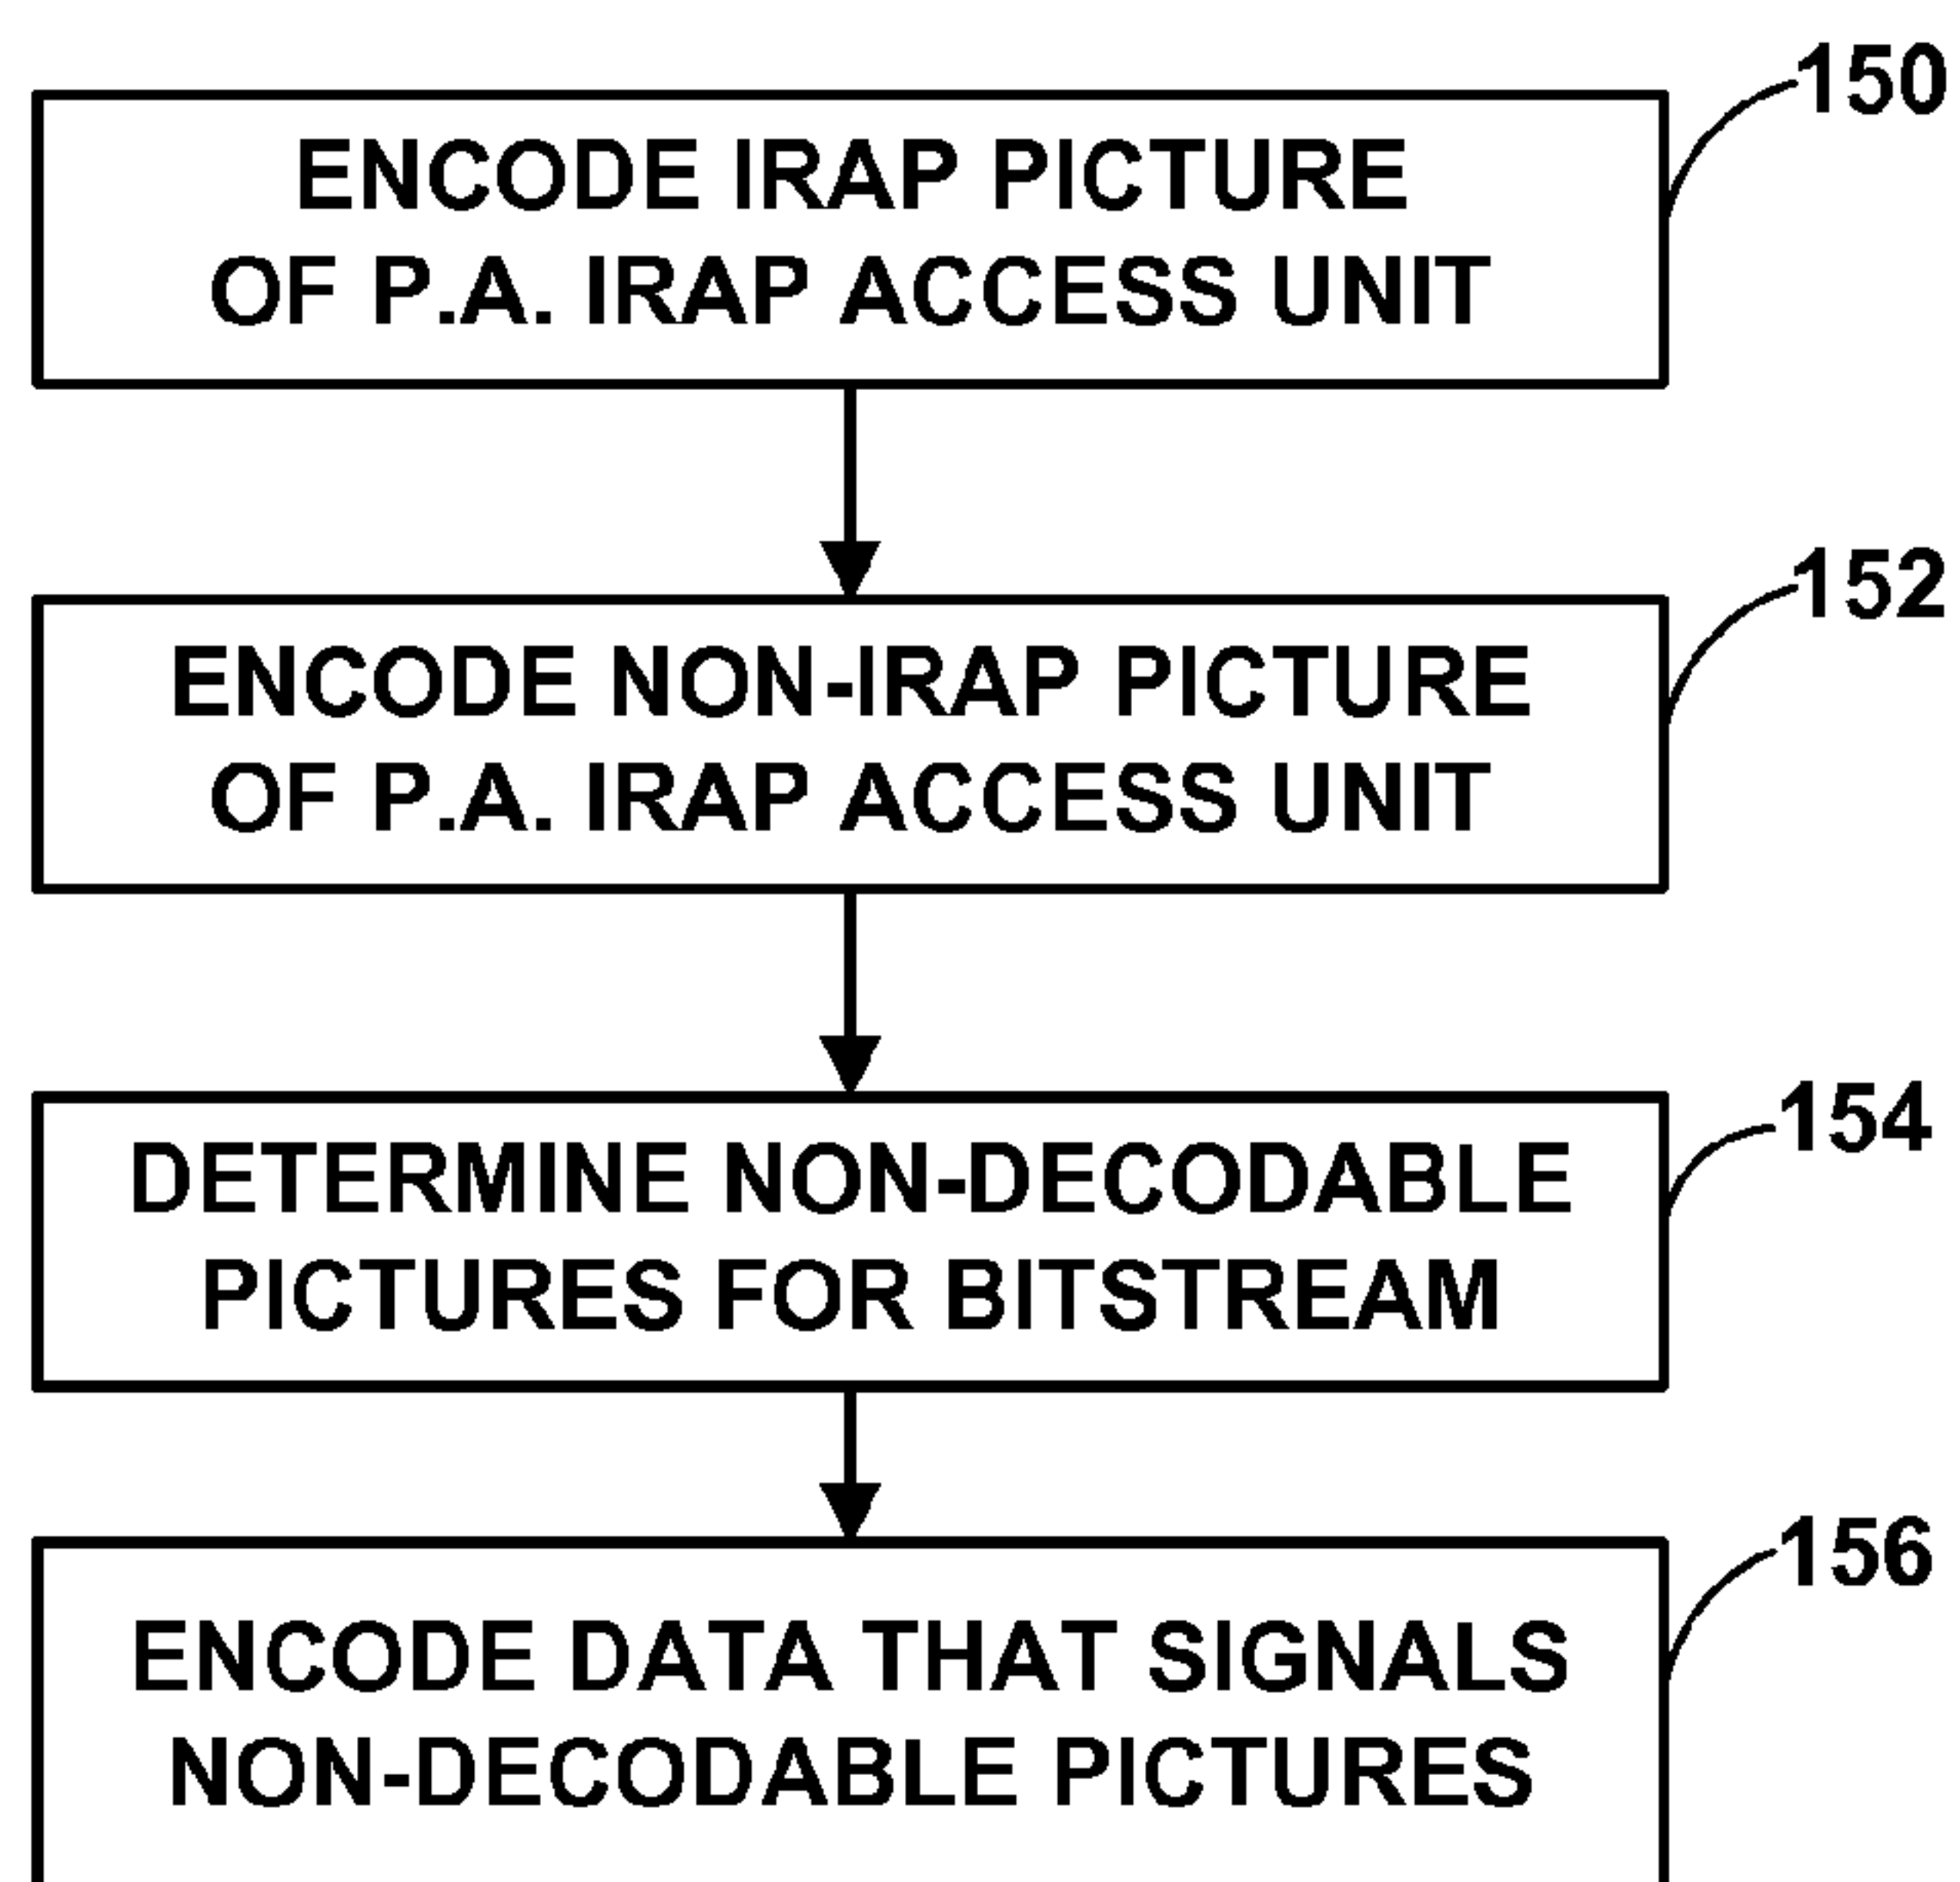 150
ENCODE IRAP PICTURE
OF P.A. IRAP ACCESS UNIT
152
ENCODE NON-IRAP PICTURE
OF P.A. IRAP ACCESS UNIT
154
DETERMINE NON-DECODABLE
PICTURES FOR BITSTREAM
156
ENCODE DATA THAT SIGNALS
NON-DECODABLE PICTURES